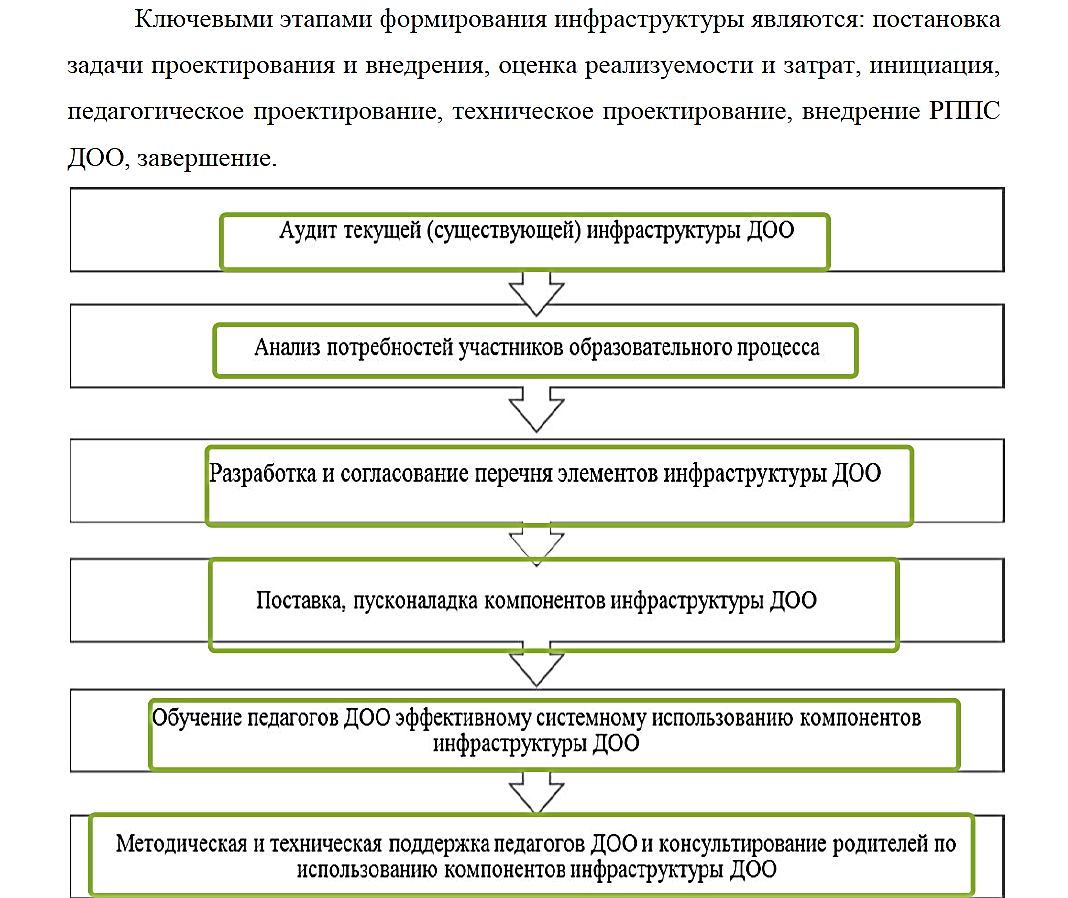 Ключевыми этапами формирования инфраструктуры являются: постановка
задачи проектирования и внедрения, оценка реализуемости и затрат, инициация,
педагогическое проектирование, техническое проектирование, внедрение РППС
ДОО, завершение.
Аудит текущей (существующей) инфраструктуры ДОО
Анализ потребностей участников образовательного процесса
Разработка и согласование перечня элементов инфраструктуры ДОО
Поставка, пусконаладка компонентов инфраструктуры ДОО
Обучение педагогов ДОО эффективному системному использованию компонентов
инфраструктуры ДОО
Методическая и техническая поддержка педагогов ДОО и консультирование родителей по
использованию компонентов инфраструктуры ДОО